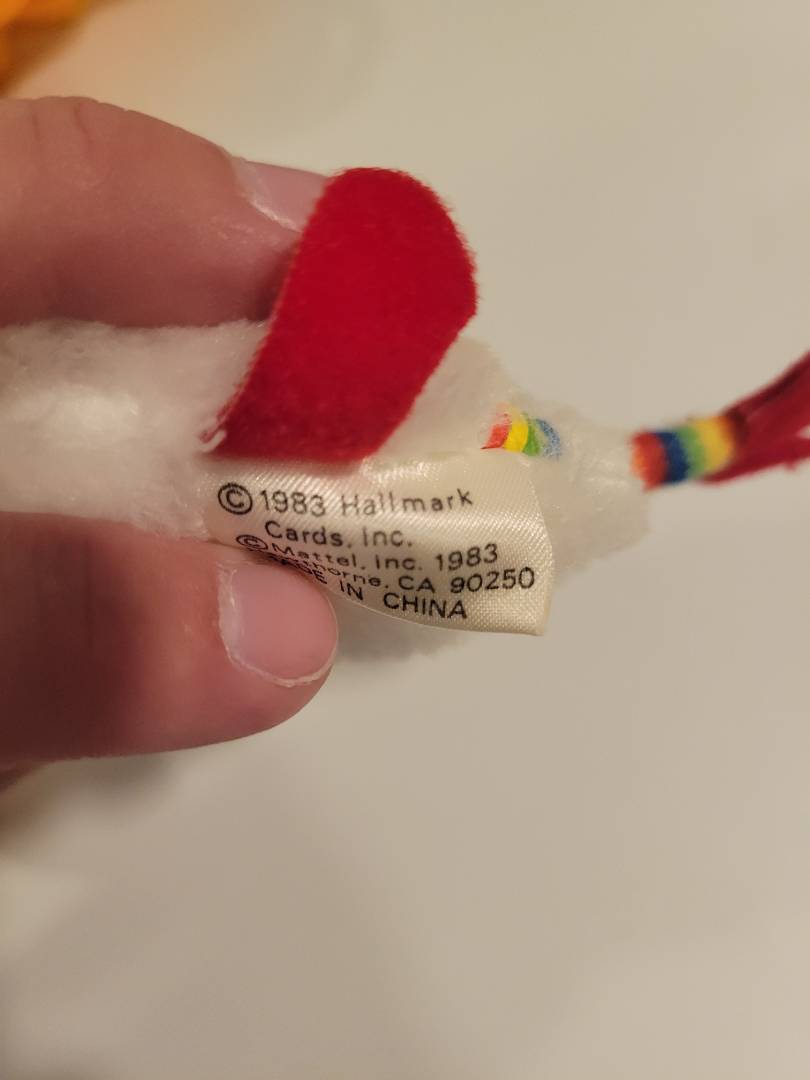 © 1983 Hallmark
Cards, Inc.
© Mattel, Inc. 1983
CA 90250
IN CHINA